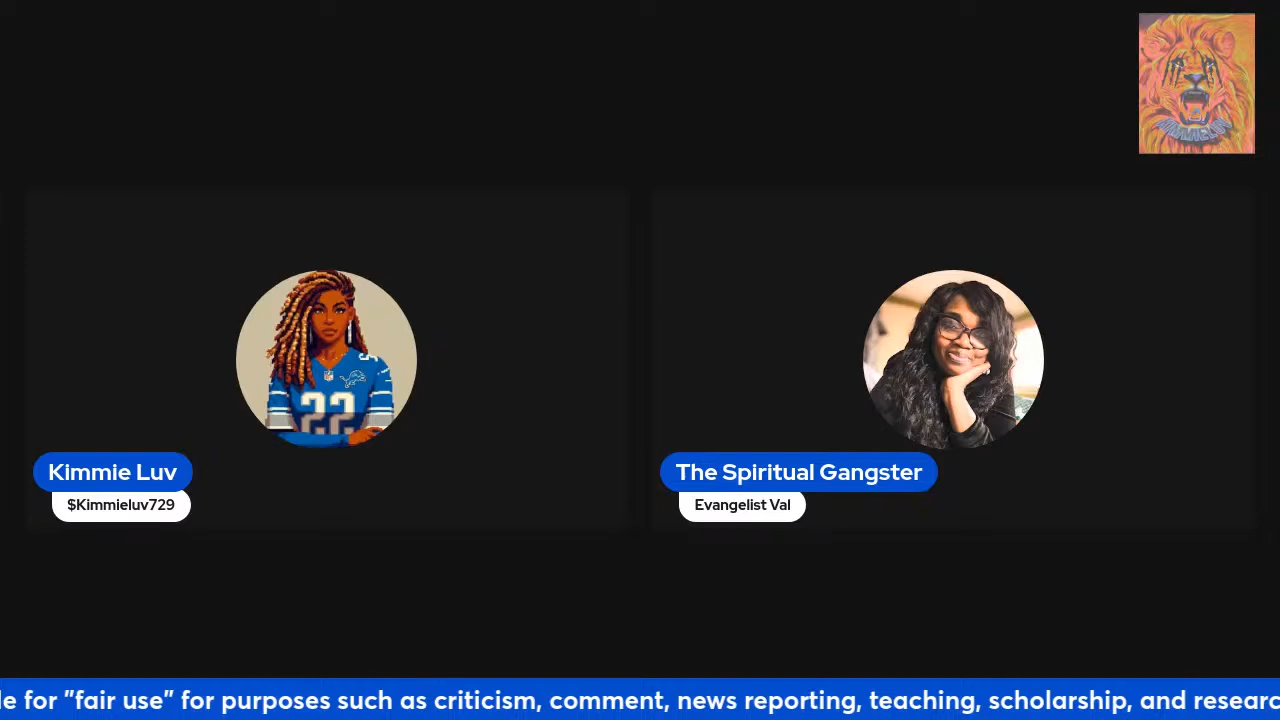 22
Kimmie Luv
$Kimmieluv729
The Spiritual Gangster
Evangelist Val
for "fair use" for purposes such as criticism, comment, news reporting, teaching, scholarship, and